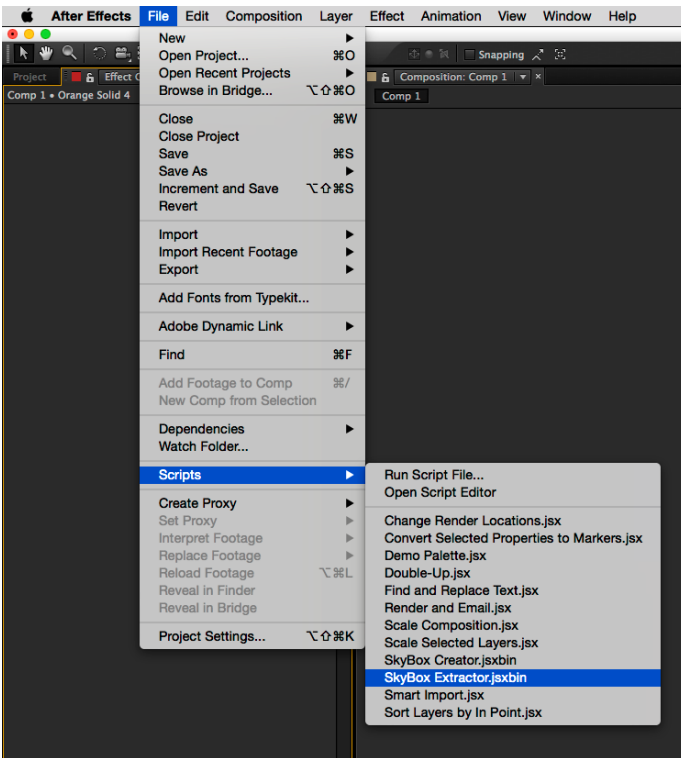 After Effects File Edit Composition Layer Effect Animation View Window Help
New
Open Project... ⌘O
Snapping
Open Recent Projects
Project Effect C Composition: Comp 1
Browse in Bridge... ⌥⇧⌘O
Comp 1 • Orange Solid 4 Comp 1
Close ⌘W
Close Project
Save ⌘S
Save As
Increment and Save ⌥⇧⌘S
Revert
Import
Import Recent Footage
Export
Add Fonts from Typekit...
Adobe Dynamic Link
Find ⌘F
Add Footage to Comp ⌘/
New Comp from Selection
Dependencies
Watch Folder...
Scripts
Create Proxy
Set Proxy
Interpret Footage
Replace Footage
Reload Footage ⌥⌘L
Reveal in Finder
Reveal in Bridge
Project Settings... ⌥⇧⌘K
Run Script File...
Open Script Editor
Change Render Locations.jsx
Convert Selected Properties to Markers.jsx
Demo Palette.jsx
Double-Up.jsx
Find and Replace Text.jsx
Render and Email.jsx
Scale Composition.jsx
Scale Selected Layers.jsx
SkyBox Creator.jsxbin
SkyBox Extractor.jsxbin
Smart Import.jsx
Sort Layers by In Point.jsx